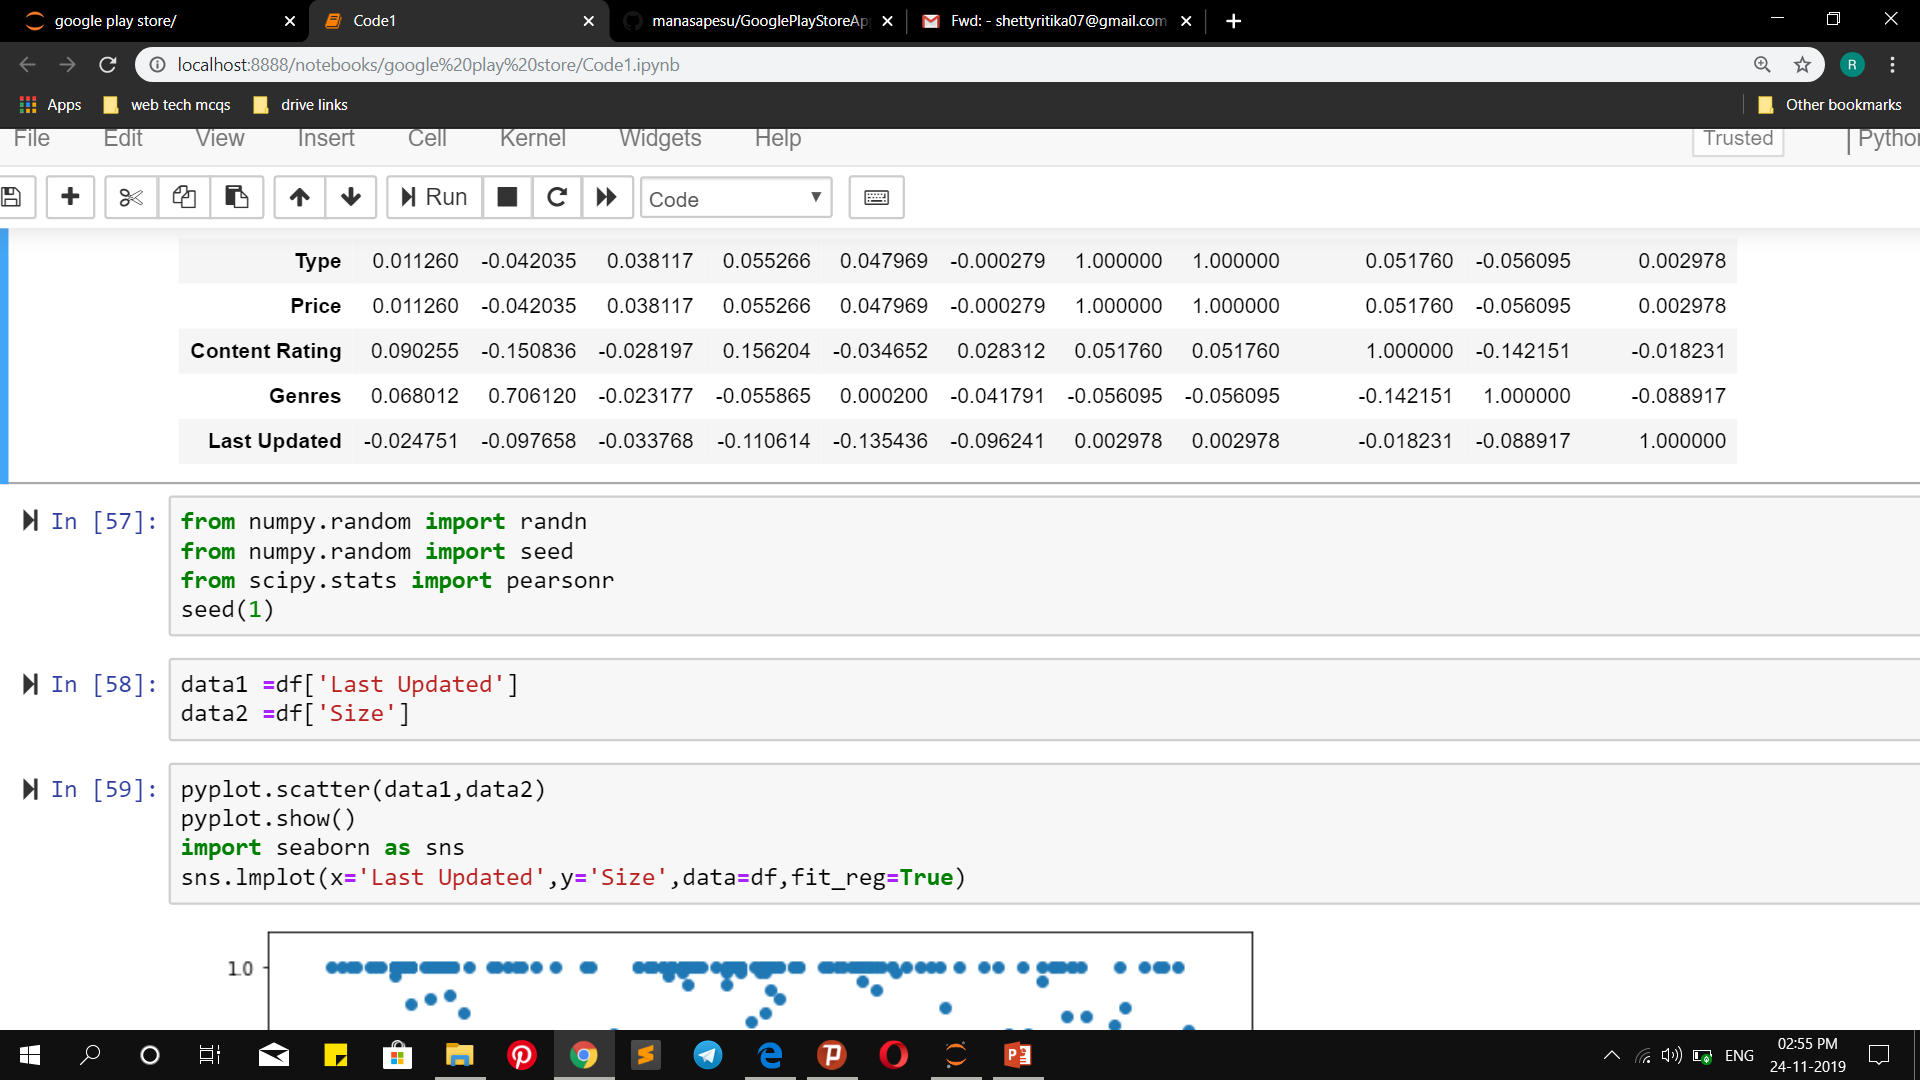 google play store/
Code1
manasapesu/GooglePlayStoreAp
Fwd: - shettyritika07@gmail.com
localhost:8888/notebooks/google%20play%20store/Code1.ipynb
R
Apps
web tech mcqs
drive links
Other bookmarks
File Edit View Insert Cell Kernel Widgets Help Trusted Python
Run
Code
Type 0.011260 -0.042035 0.038117 0.055266 0.047969 -0.000279 1.000000 1.000000 0.051760 -0.056095 0.002978
Price 0.011260 -0.042035 0.038117 0.055266 0.047969 -0.000279 1.000000 1.000000 0.051760 -0.056095 0.002978
Content Rating 0.090255 -0.150836 -0.028197 0.156204 -0.034652 0.028312 0.051760 0.051760 1.000000 -0.142151 -0.018231
Genres 0.068012 0.706120 -0.023177 -0.055865 0.000200 -0.041791 -0.056095 -0.056095 -0.142151 1.000000 -0.088917
Last Updated -0.024751 -0.097658 -0.033768 -0.110614 -0.135436 -0.096241 0.002978 0.002978 -0.018231 -0.088917 1.000000
In [57]: from numpy.random import randn
from numpy.random import seed
from scipy.stats import pearsonr
seed(1)
In [58]: data1 =df['Last Updated']
data2 =df['Size']
In [59]: pyplot.scatter(data1,data2)
pyplot.show()
import seaborn as sns
sns.lmplot(x='Last Updated',y='Size',data=df,fit_reg=True)
1.0
ENG
02:55 PM
24-11-2019